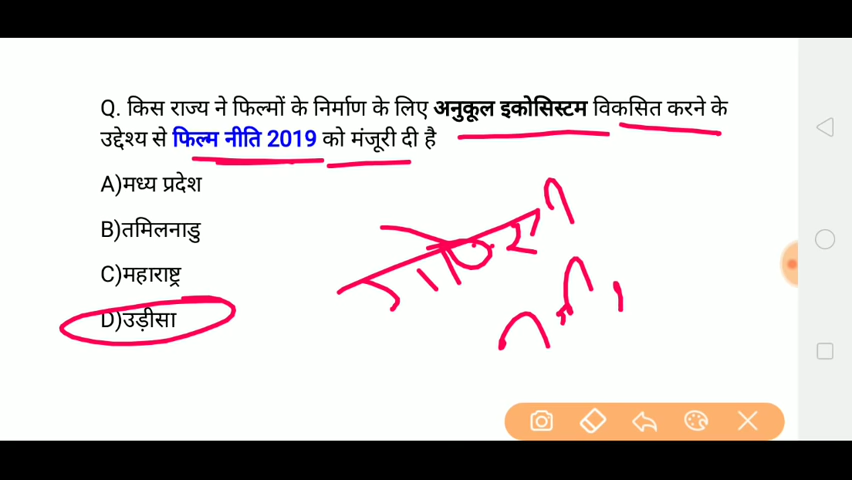 Q. किस राज्य ने फिल्मों के निर्माण के लिए अनुकूल इकोसिस्टम विकसित करने के
उद्देश्य से फिल्म नीति 2019 को मंजूरी दी है
A)मध्य प्रदेश
B)तमिलनाडु
C)महाराष्ट्र
D)उड़ीसा